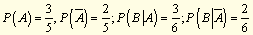 P(A) = 3/5, P(A̅) = 2/5; P(B|A) = 3/6; P(B|A̅) = 2/6